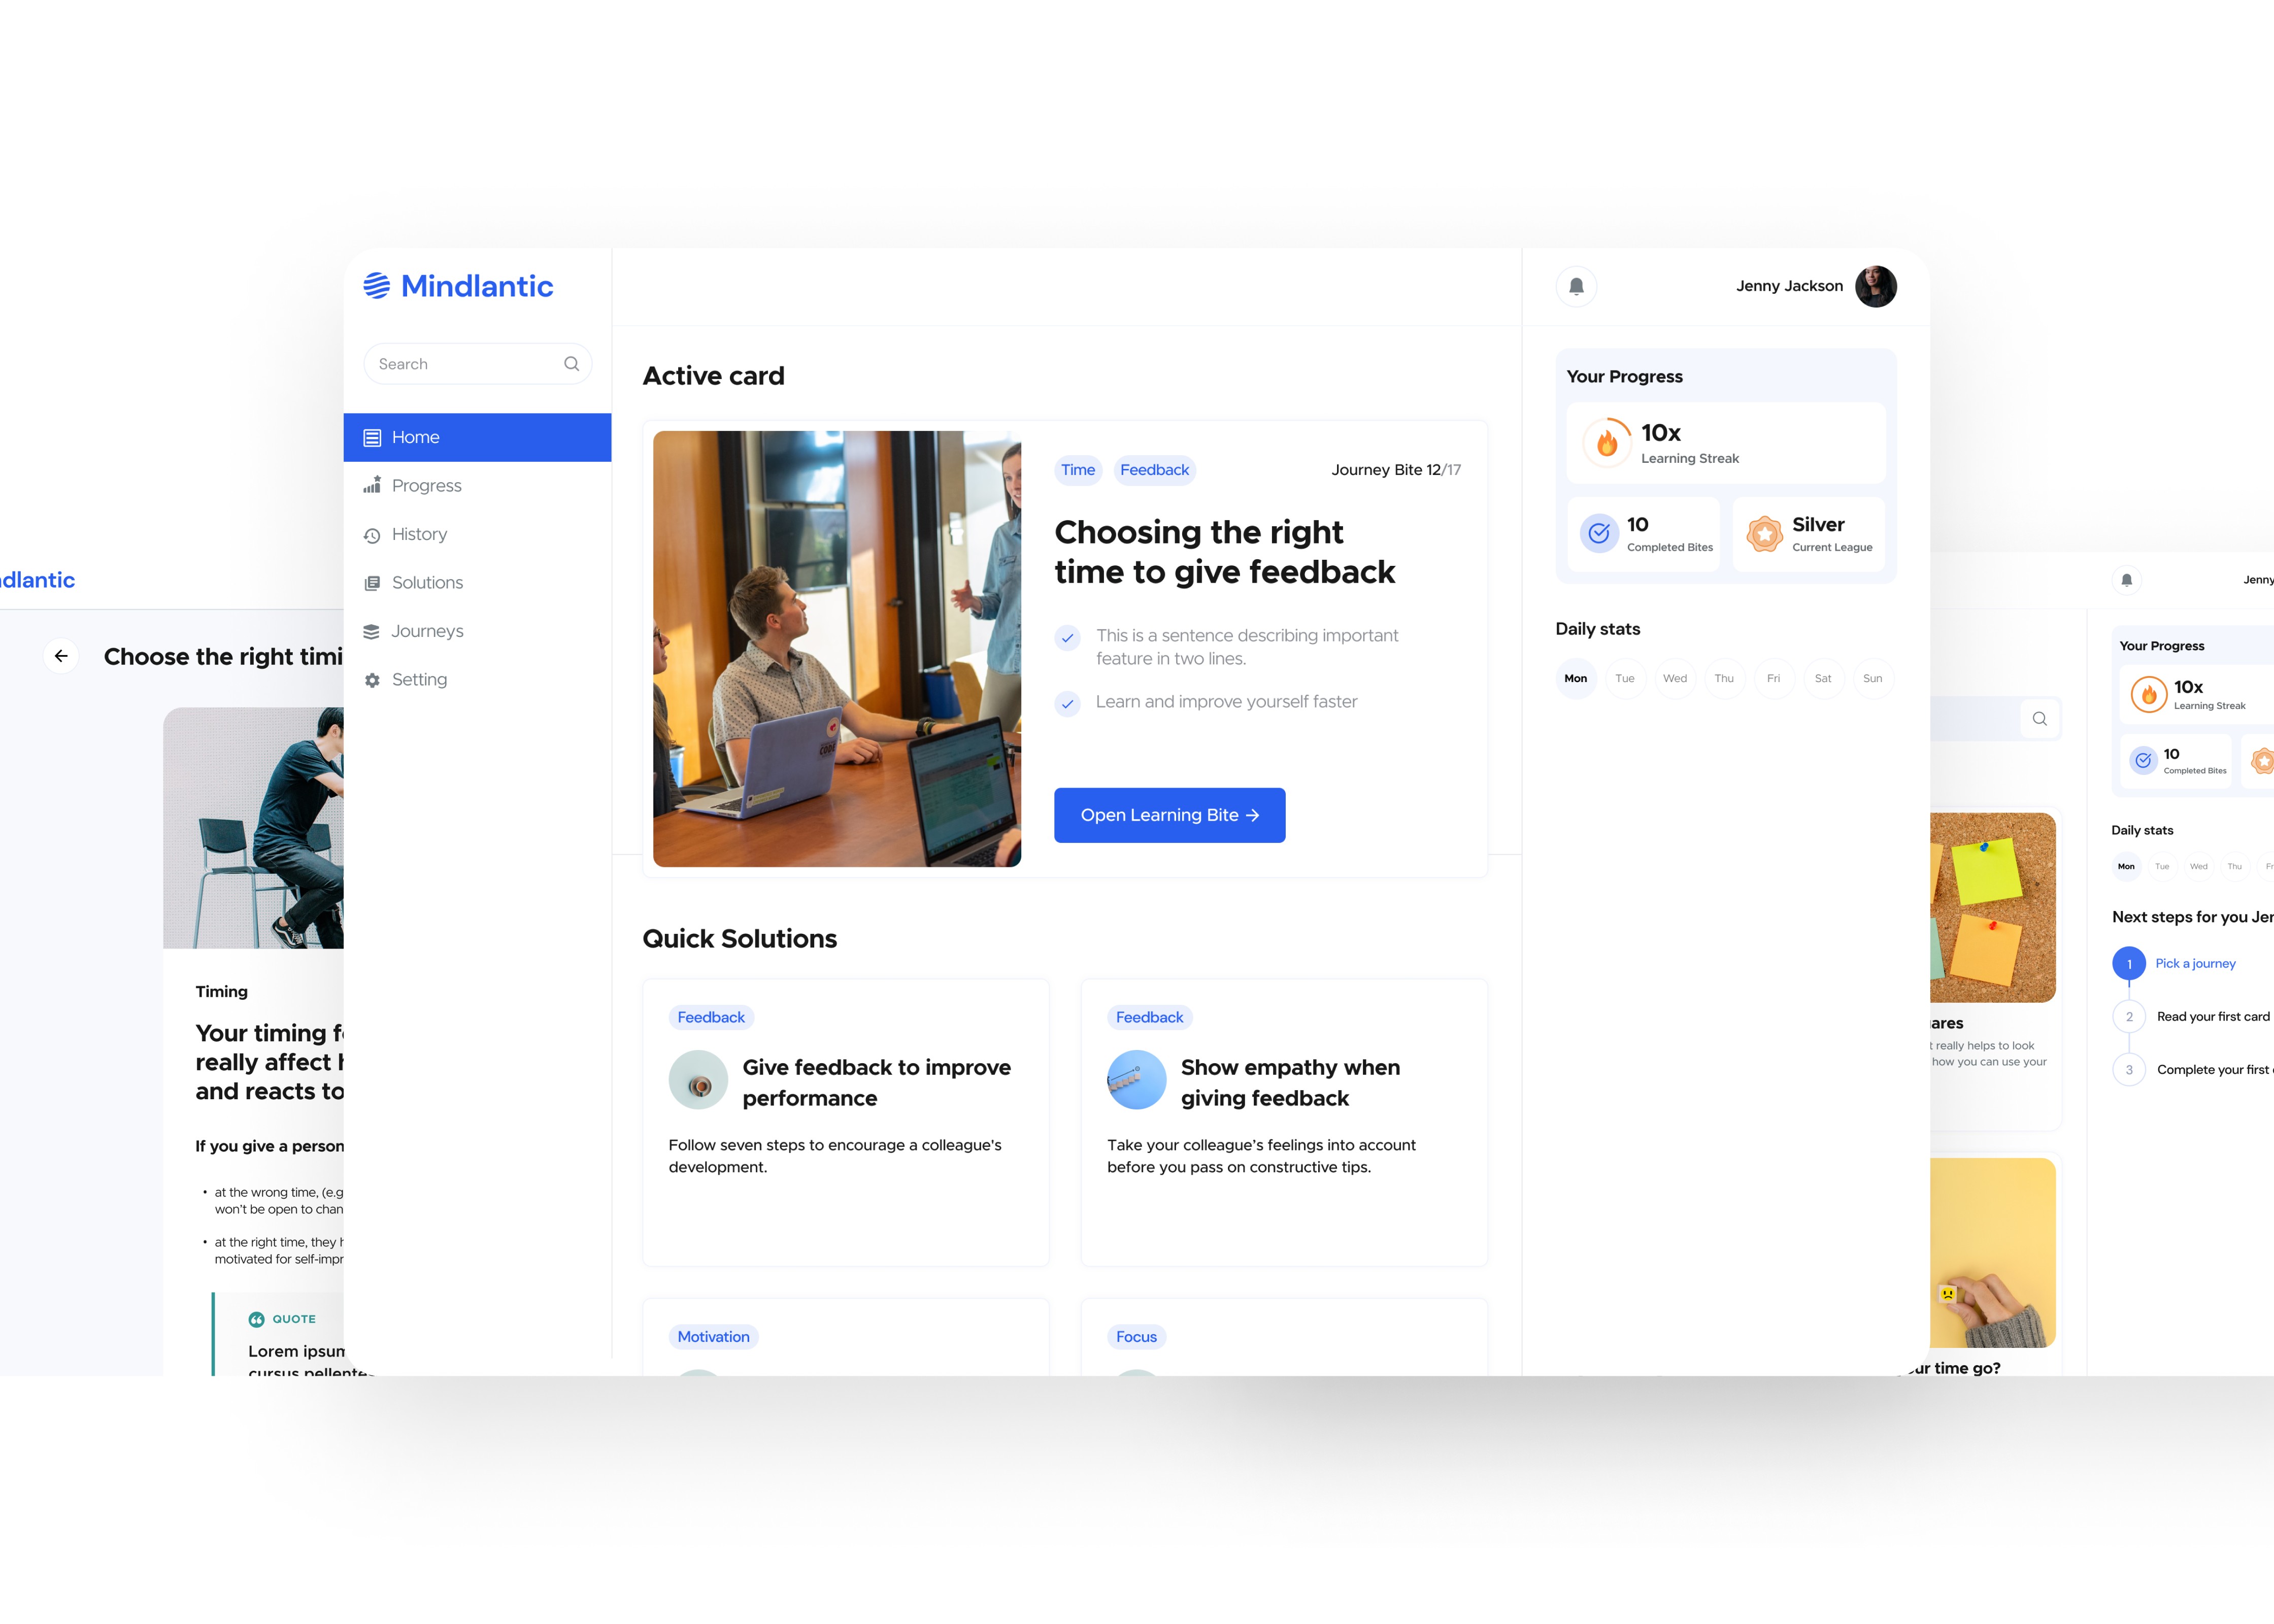 Mindlantic
Search
Home
Progress
History
Solutions
Journeys
Setting
Active card
Time
Feedback
Journey Bite 12/17
Choosing the right
time to give feedback
This is a sentence describing important
feature in two lines.
Learn and improve yourself faster
Open Learning Bite →
Quick Solutions
Feedback
Give feedback to improve
performance
Follow seven steps to encourage a colleague's
development.
Feedback
Show empathy when
giving feedback
Take your colleague's feelings into account
before you pass on constructive tips.
Motivation
Focus
Jenny Jackson
Your Progress
10x
Learning Streak
10
Completed Bites
Silver
Current League
Daily stats
Mon
Tue
Wed
Thu
Fri
Sat
Sun
dlantic
Choose the right timi
Timing
Your timing f
really affect
and reacts to
If you give a person
at the wrong time, (e.g
won't be open to chan
at the right time, they
motivated for self-impr
QUOTE
Lorem ipsum
cursus pellente
ares
really helps to look
how you can use your
ur time go?
Jenny
Your Progress
10x
Learning Streak
10
Completed Bites
Daily stats
Mon
Tue
Wed
Thu
Fr
Next steps for you Jen
1
Pick a journey
2
Read your first card
3
Complete your first